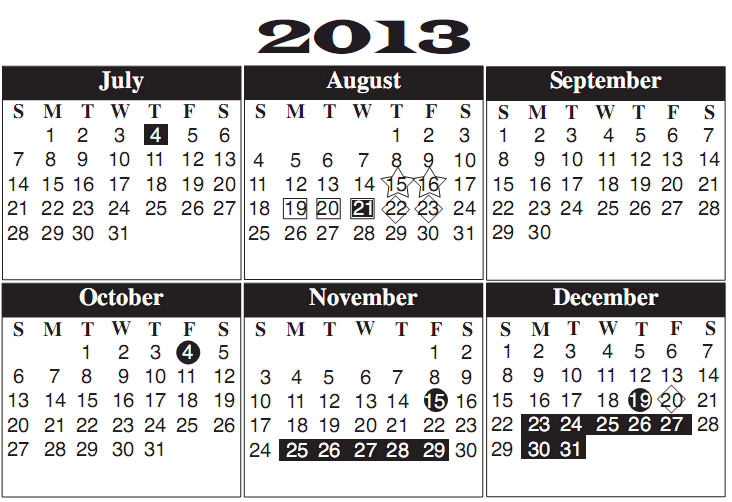 2013
July
S M T W T F S
1 2 3 4 5 6
7 8 9 10 11 12 13
14 15 16 17 18 19 20
21 22 23 24 25 26 27
28 29 30 31
August
S M T W T F S
1 2 3
4 5 6 7 8 9 10
11 12 13 14 15 16 17
18 19 20 21 22 23 24
25 26 27 28 29 30 31
September
S M T W T F S
1 2 3 4 5 6 7
8 9 10 11 12 13 14
15 16 17 18 19 20 21
22 23 24 25 26 27 28
29 30
October
S M T W T F S
1 2 3 4 5
6 7 8 9 10 11 12
13 14 15 16 17 18 19
20 21 22 23 24 25 26
27 28 29 30 31
November
S M T W T F S
1 2
3 4 5 6 7 8 9
10 11 12 13 14 15 16
17 18 19 20 21 22 23
24 25 26 27 28 29 30
December
S M T W T F S
1 2 3 4 5 6 7
8 9 10 11 12 13 14
15 16 17 18 19 20 21
22 23 24 25 26 27 28
29 30 31